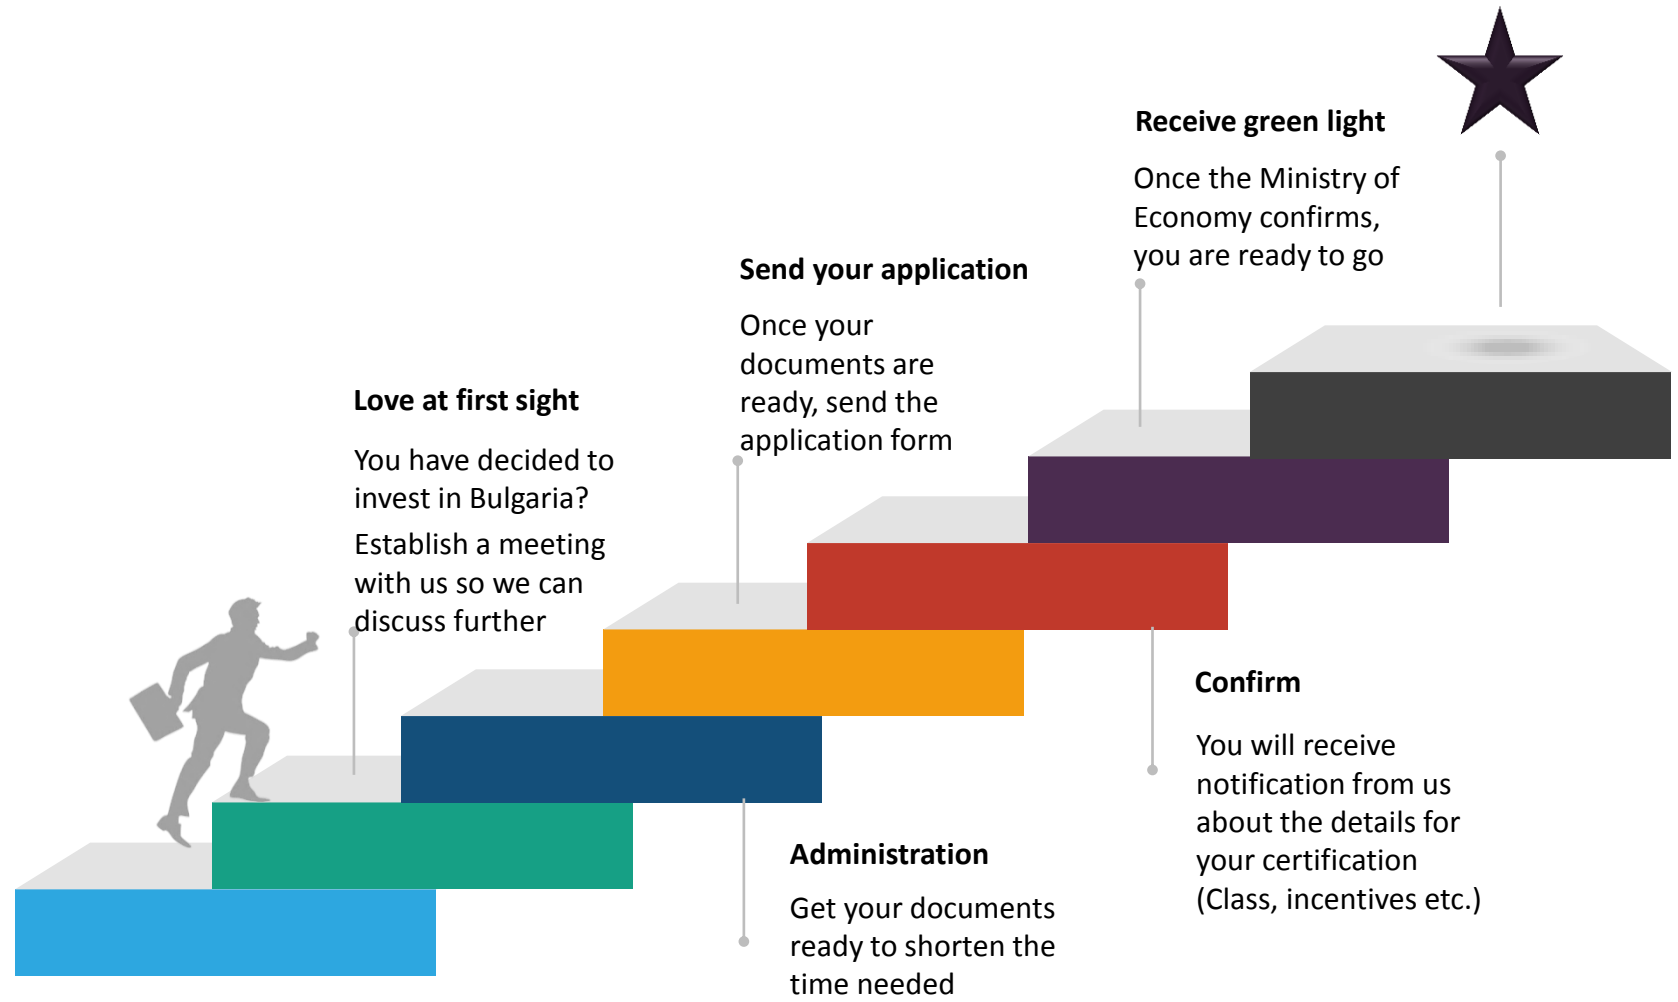 Love at first sight
You have decided to
invest in Bulgaria?
Establish a meeting
with us so we can
discuss further
Administration
Get your documents
ready to shorten the
time needed
Send your application
Once your
documents are
ready, send the
application form
Confirm
You will receive
notification from us
about the details for
your certification
(Class, incentives etc.)
Receive green light
Once the Ministry of
Economy confirms,
you are ready to go